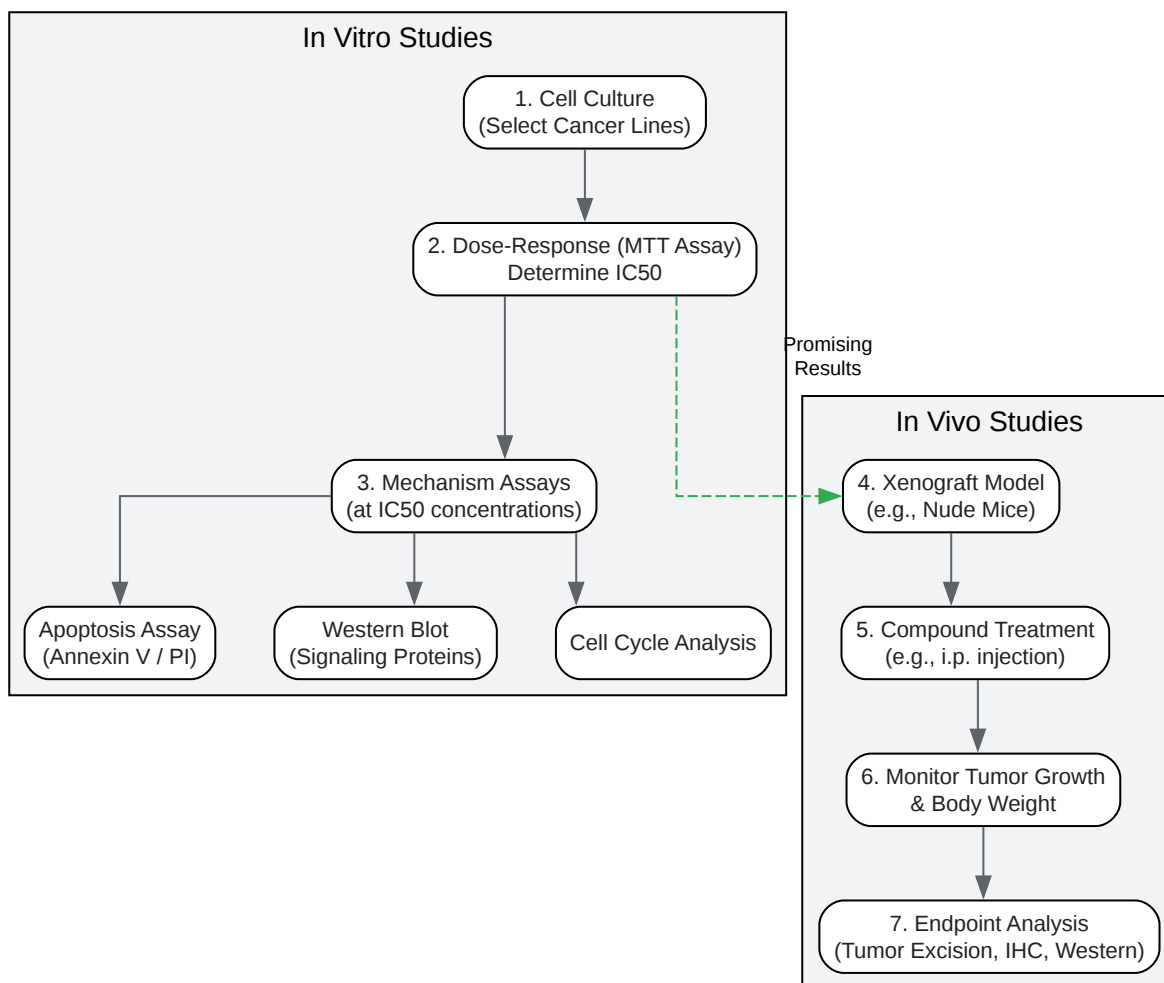 In Vitro Studies
1. Cell Culture
(Select Cancer Lines)
2. Dose-Response (MTT Assay)
Determine IC50
Promising
Results
3. Mechanism Assays
(at IC50 concentrations)
Apoptosis Assay
(Annexin V / PI)
Western Blot
(Signaling Proteins)
Cell Cycle Analysis
In Vivo Studies
4. Xenograft Model
(e.g., Nude Mice)
5. Compound Treatment
(e.g., i.p. injection)
6. Monitor Tumor Growth
& Body Weight
7. Endpoint Analysis
(Tumor Excision, IHC, Western)